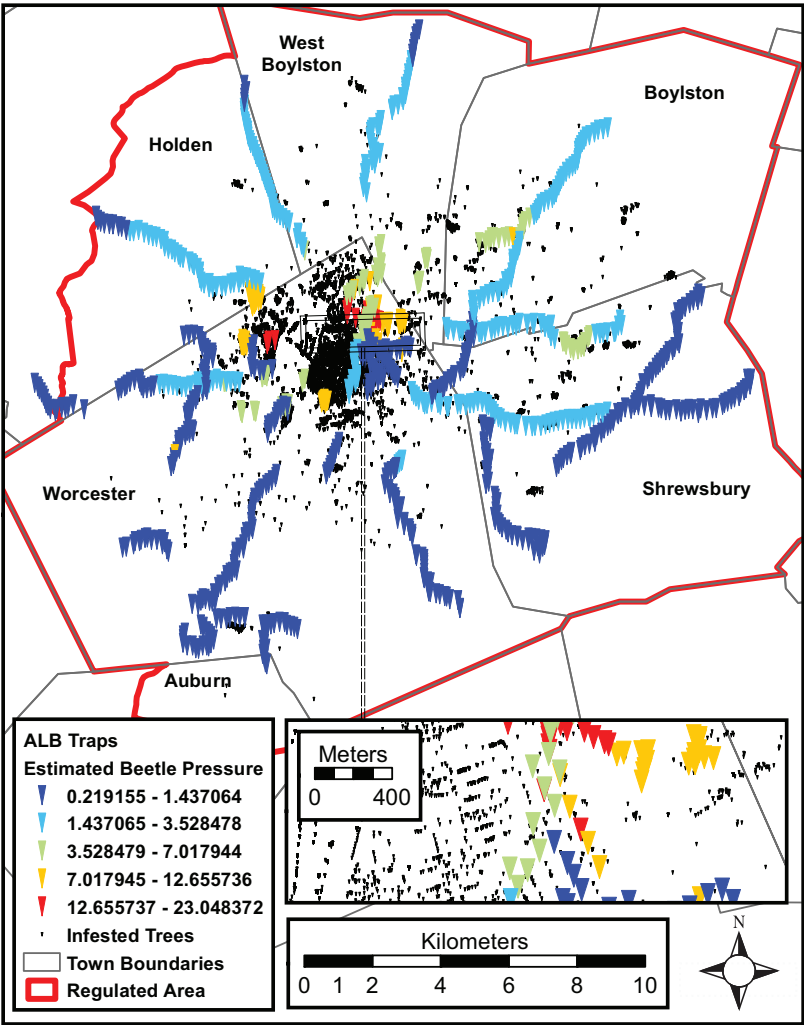 West
Boylston
Boylston
Holden
Worcester
Shrewsbury
Auburn
ALB Traps
Estimated Beetle Pressure
0.219155 - 1.437064
1.437065 - 3.528478
3.528479 - 7.017944
7.017945 - 12.655736
12.655737 - 23.048372
Infested Trees
Town Boundaries
Regulated Area
Meters
0 400
Kilometers
0 1 2 4 6 8 10
N